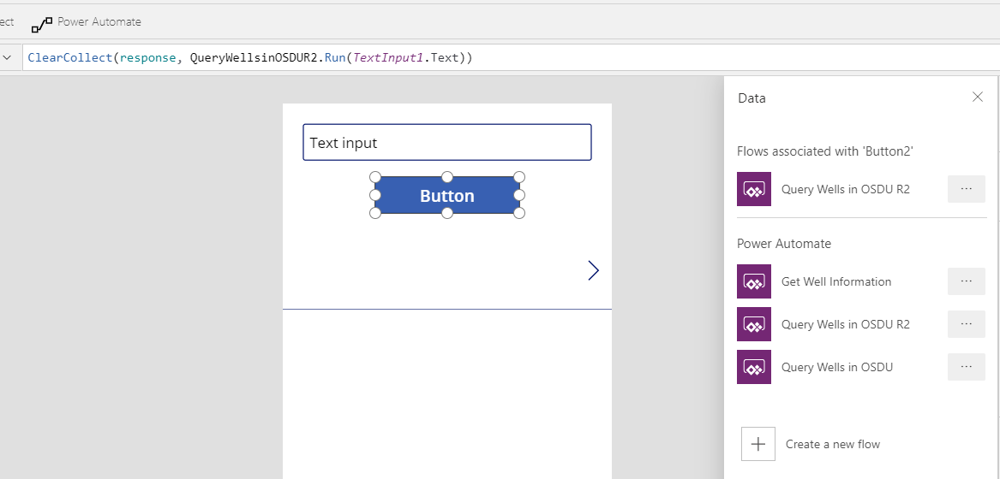 ect Power Automate
ClearCollect(response, QueryWellsinOSDUR2.Run(TextInput1.Text))
Text input
Button
Data
Flows associated with 'Button2'
Query Wells in OSDU R2
...
Power Automate
Get Well Information
...
Query Wells in OSDU R2
...
Query Wells in OSDU
...
Create a new flow